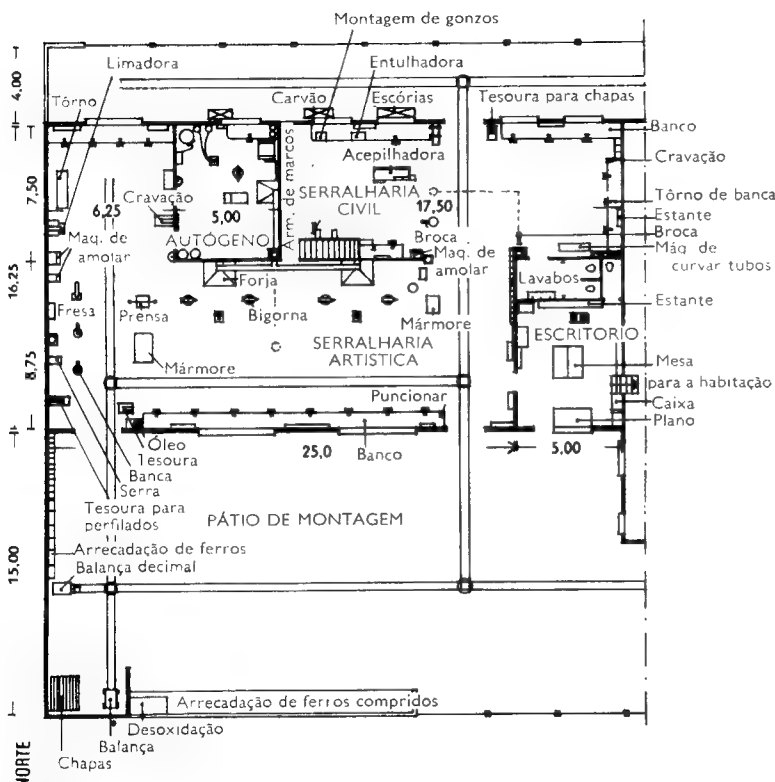 Montagem de gonzos
Limadora
Entulhadora
Tôrno
Carvão
Escórias
Tesoura para chapas
4,00
Banco
Acepilhadora
Cravação
Arm. de marcos
7,50
SERRALHARIA
CIVIL
6,25
Cravação
5,00
17,50
Tôrno de banca
Estante
Broca
Maq. de
amolar
AUTÓGENO
Broca
Maq. de
amolar
Máq de
curvar tubos
16,25
Forja
Lavabos
Estante
Fresa
Prensa
Bigorna
Mármore
ESCRITORIO
SERRALHARIA
ARTISTICA
Mármore
Mesa
8,75
para a habitação
Puncionar
Caixa
Plano
Óleo
Tesoura
25,0
Banco
5,00
Banca
Serra
Tesoura para
perfilados
PÁTIO DE MONTAGEM
Arrecadação de ferros
Balança decimal
15,00
Arrecadação de ferros compridos
Desoxidação
Balança
Chapas
NORTE